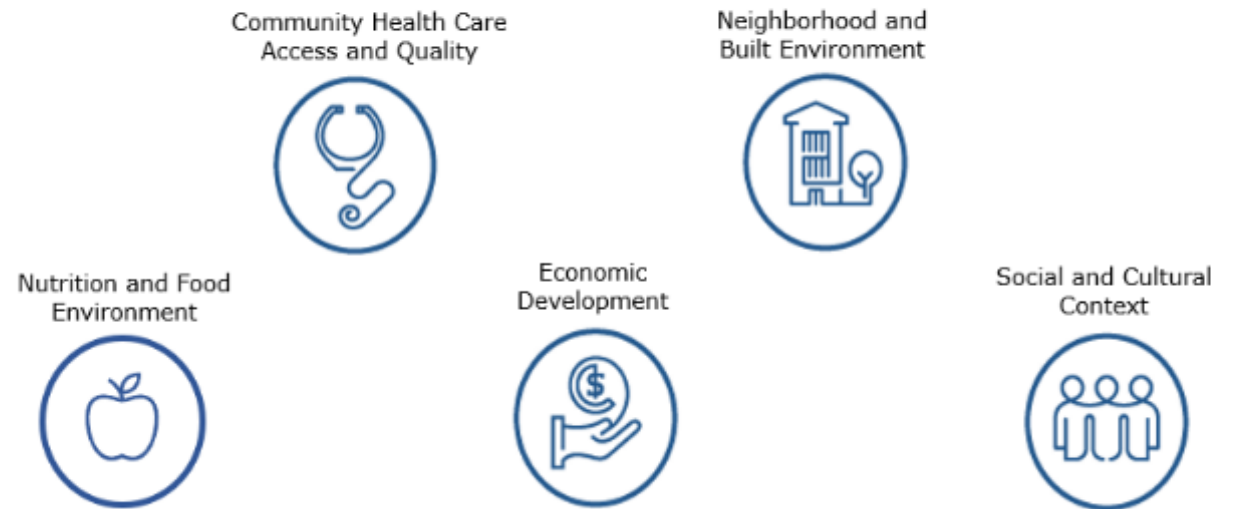 Community Health Care
Access and Quality
Neighborhood and
Built Environment
Nutrition and Food
Environment
Economic
Development
Social and Cultural
Context
$